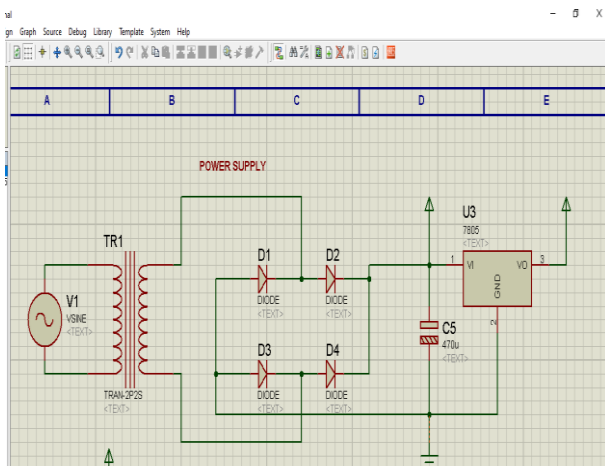 nal
gn Graph Source Debug Library Template System Help
A B C D E
POWER SUPPLY
TR1
V1
VSINE
<TEXT>
TRAN-2P2S
<TEXT>
D1
DIODE
<TEXT>
D2
DIODE
<TEXT>
D3
DIODE
<TEXT>
D4
DIODE
<TEXT>
C5
470u
<TEXT>
U3
7805
<TEXT>
1 VI VO 3
GND
2